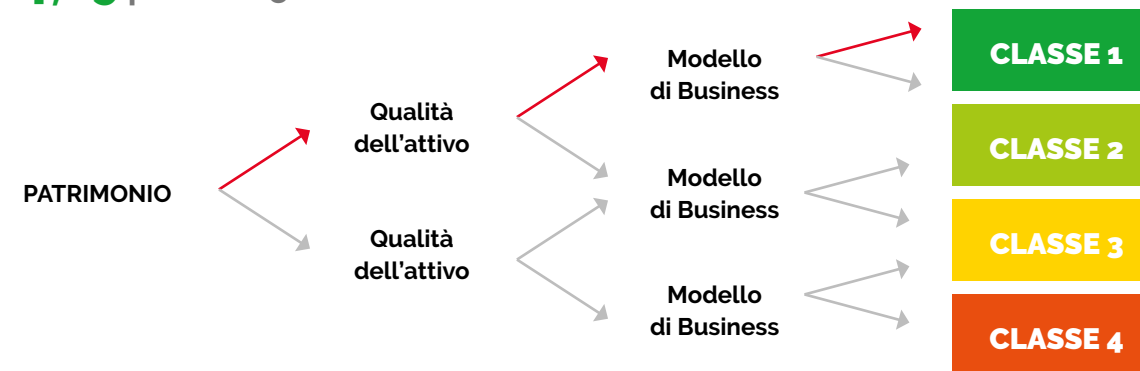 Modello
di Business
CLASSE 1
Qualità
dell'attivo
CLASSE 2
PATRIMONIO
Modello
di Business
Qualità
dell'attivo
CLASSE 3
Modello
di Business
CLASSE 4